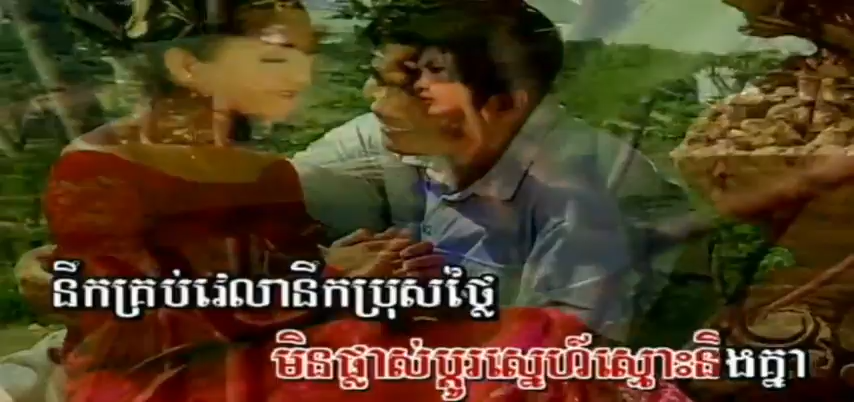 នឹកគ្រប់វេលានឹកប្រុសថ្លៃ
មិនផ្លាស់ប្ដូរស្នេហ៍ស្មោះនឹងគ្នា